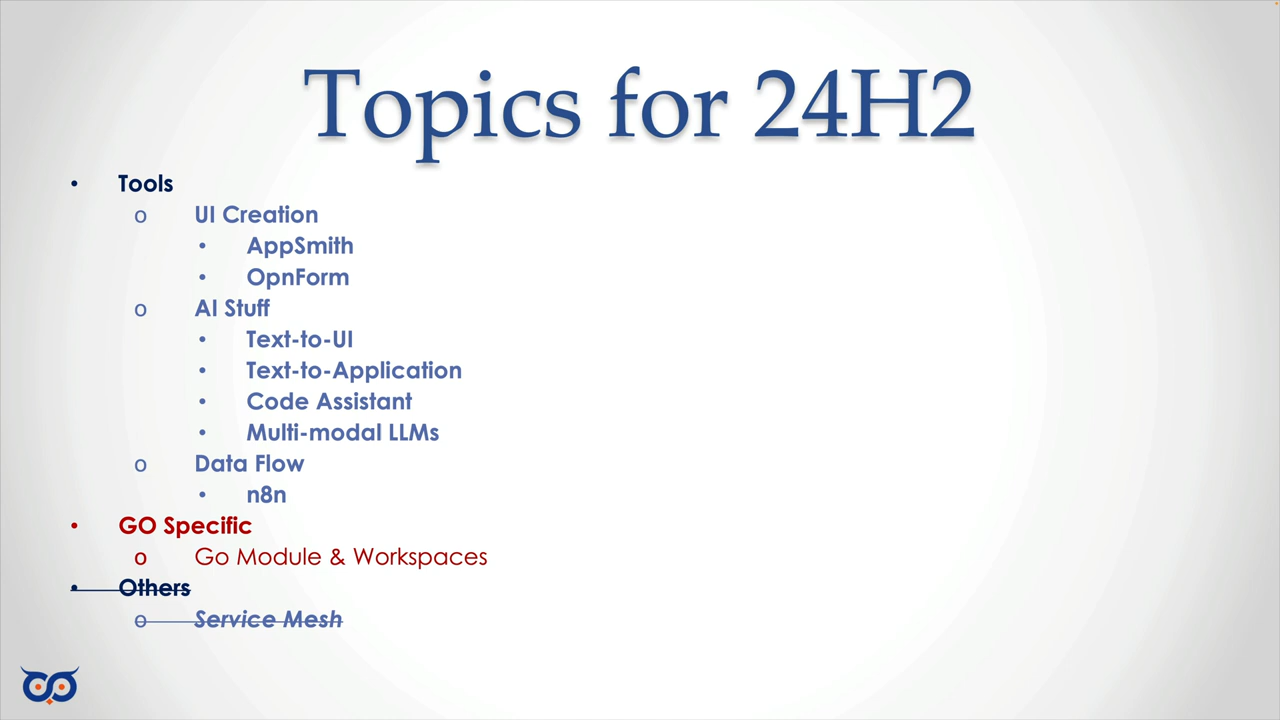 Topics for 24H2
• Tools
o UI Creation
• AppSmith
• OpnForm
o AI Stuff
• Text-to-UI
• Text-to-Application
• Code Assistant
• Multi-modal LLMs
o Data Flow
• n8n
• GO Specific
o Go Module & Workspaces
• Others
o Service Mesh